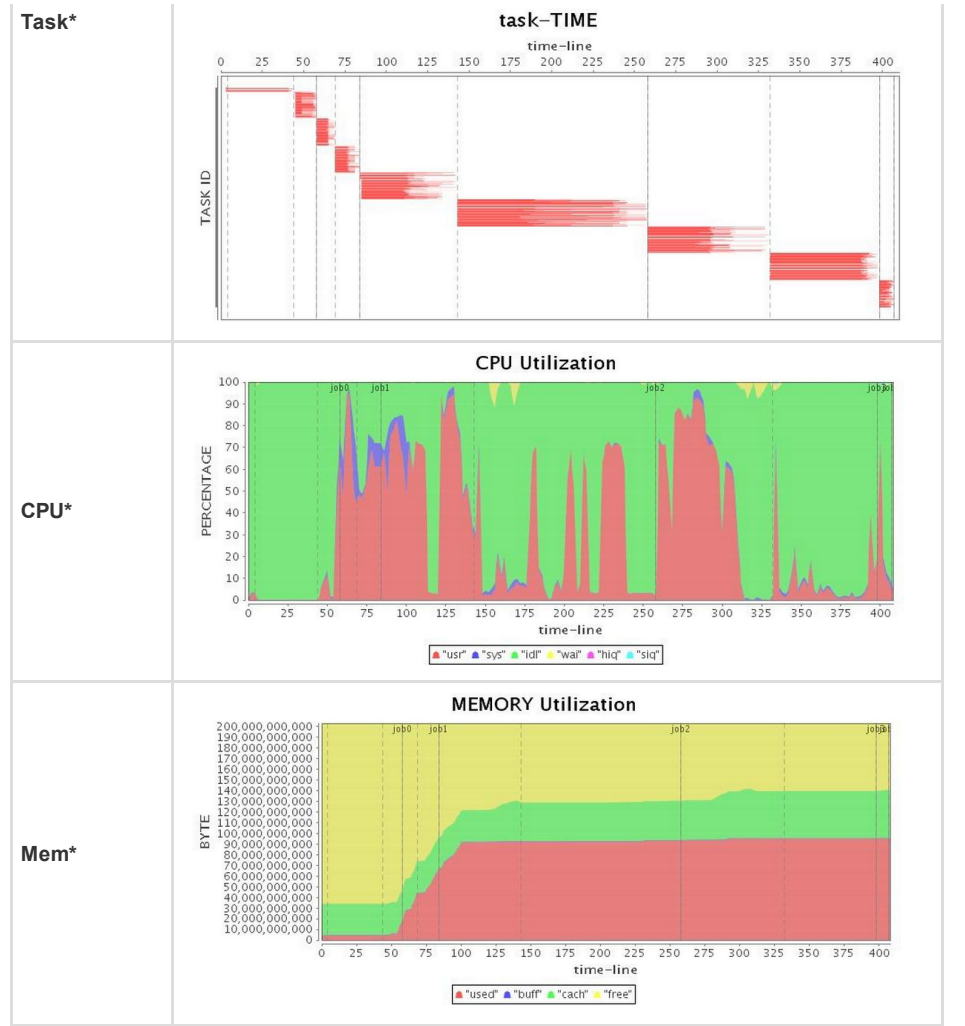 Task*
task-TIME
time-line
0 25 50 75 100 125 150 175 200 225 250 275 300 325 350 375 400
TASK ID
CPU*
CPU Utilization
job0 job1 job2
100
90
80
70
60
50
40
30
20
10
0
PERCENTAGE
0 25 50 75 100 125 150 175 200 225 250 275 300 325 350 375 400
time-line
"usr" "sys" "idl" "wai" "hiq" "siq"
Mem*
MEMORY Utilization
job0 job1 job2
200,000,000,000
190,000,000,000
180,000,000,000
170,000,000,000
160,000,000,000
150,000,000,000
140,000,000,000
130,000,000,000
120,000,000,000
110,000,000,000
100,000,000,000
90,000,000,000
80,000,000,000
70,000,000,000
60,000,000,000
50,000,000,000
40,000,000,000
30,000,000,000
20,000,000,000
10,000,000,000
0
BYTE
0 25 50 75 100 125 150 175 200 225 250 275 300 325 350 375 400
time-line
"used" "buff" "cach" "free"